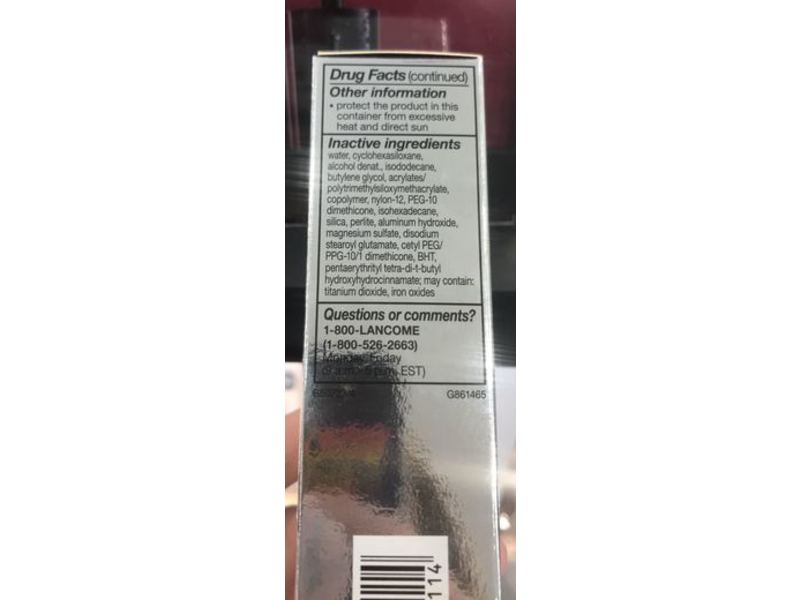 Drug Facts (continued)
Other information
• protect the product in this
container from excessive
heat and direct sun
Inactive ingredients
water, cyclohexasiloxane,
alcohol denat., isododecane,
butylene glycol, acrylates/
polytrimethylsiloxymethacrylate,
copolymer, nylon-12, PEG-10
dimethicone, isohexadecane,
silica, perlite, aluminum hydroxide,
magnesium sulfate, disodium
stearoyl glutamate, cetyl PEG/
PPG-10/1 dimethicone, BHT,
pentaerythrityl tetra-di-t-butyl
hydroxyhydrocinnamate; may contain:
titanium dioxide, iron oxides
Questions or comments?
1-800-LANCOME
(1-800-526-2663)
Monday-Friday
EST)
G861465
114